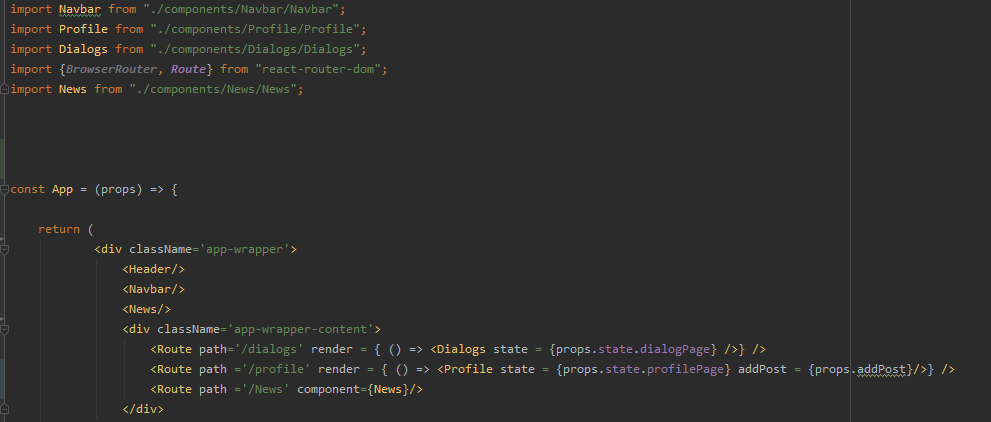 import Navbar from "./components/Navbar/Navbar";
import Profile from "./components/Profile/Profile";
import Dialogs from "./components/Dialogs/Dialogs";
import {BrowserRouter, Route} from "react-router-dom";
import News from "./components/News/News";
const App = (props) => {
return (
<div className='app-wrapper'>
<Header/>
<Navbar/>
<News/>
<div className='app-wrapper-content'>
<Route path='/dialogs' render = { () => <Dialogs state = {props.state.dialogPage} />} />
<Route path ='/profile' render = { () => <Profile state = {props.state.profilePage} addPost = {props.addPost}/>} />
<Route path ='/News' component={News}/>
</div>